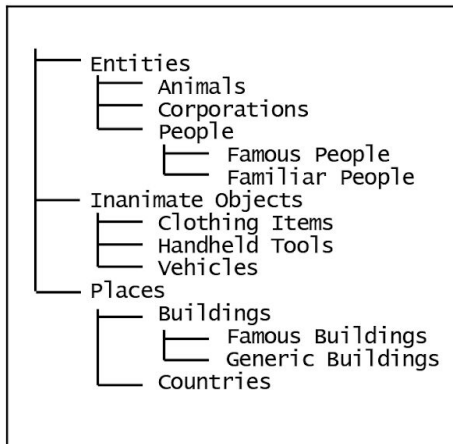 Entities
Animals
Corporations
People
Famous People
Familiar People
Inanimate Objects
Clothing Items
Handheld Tools
Vehicles
Places
Buildings
Famous Buildings
Generic Buildings
Countries